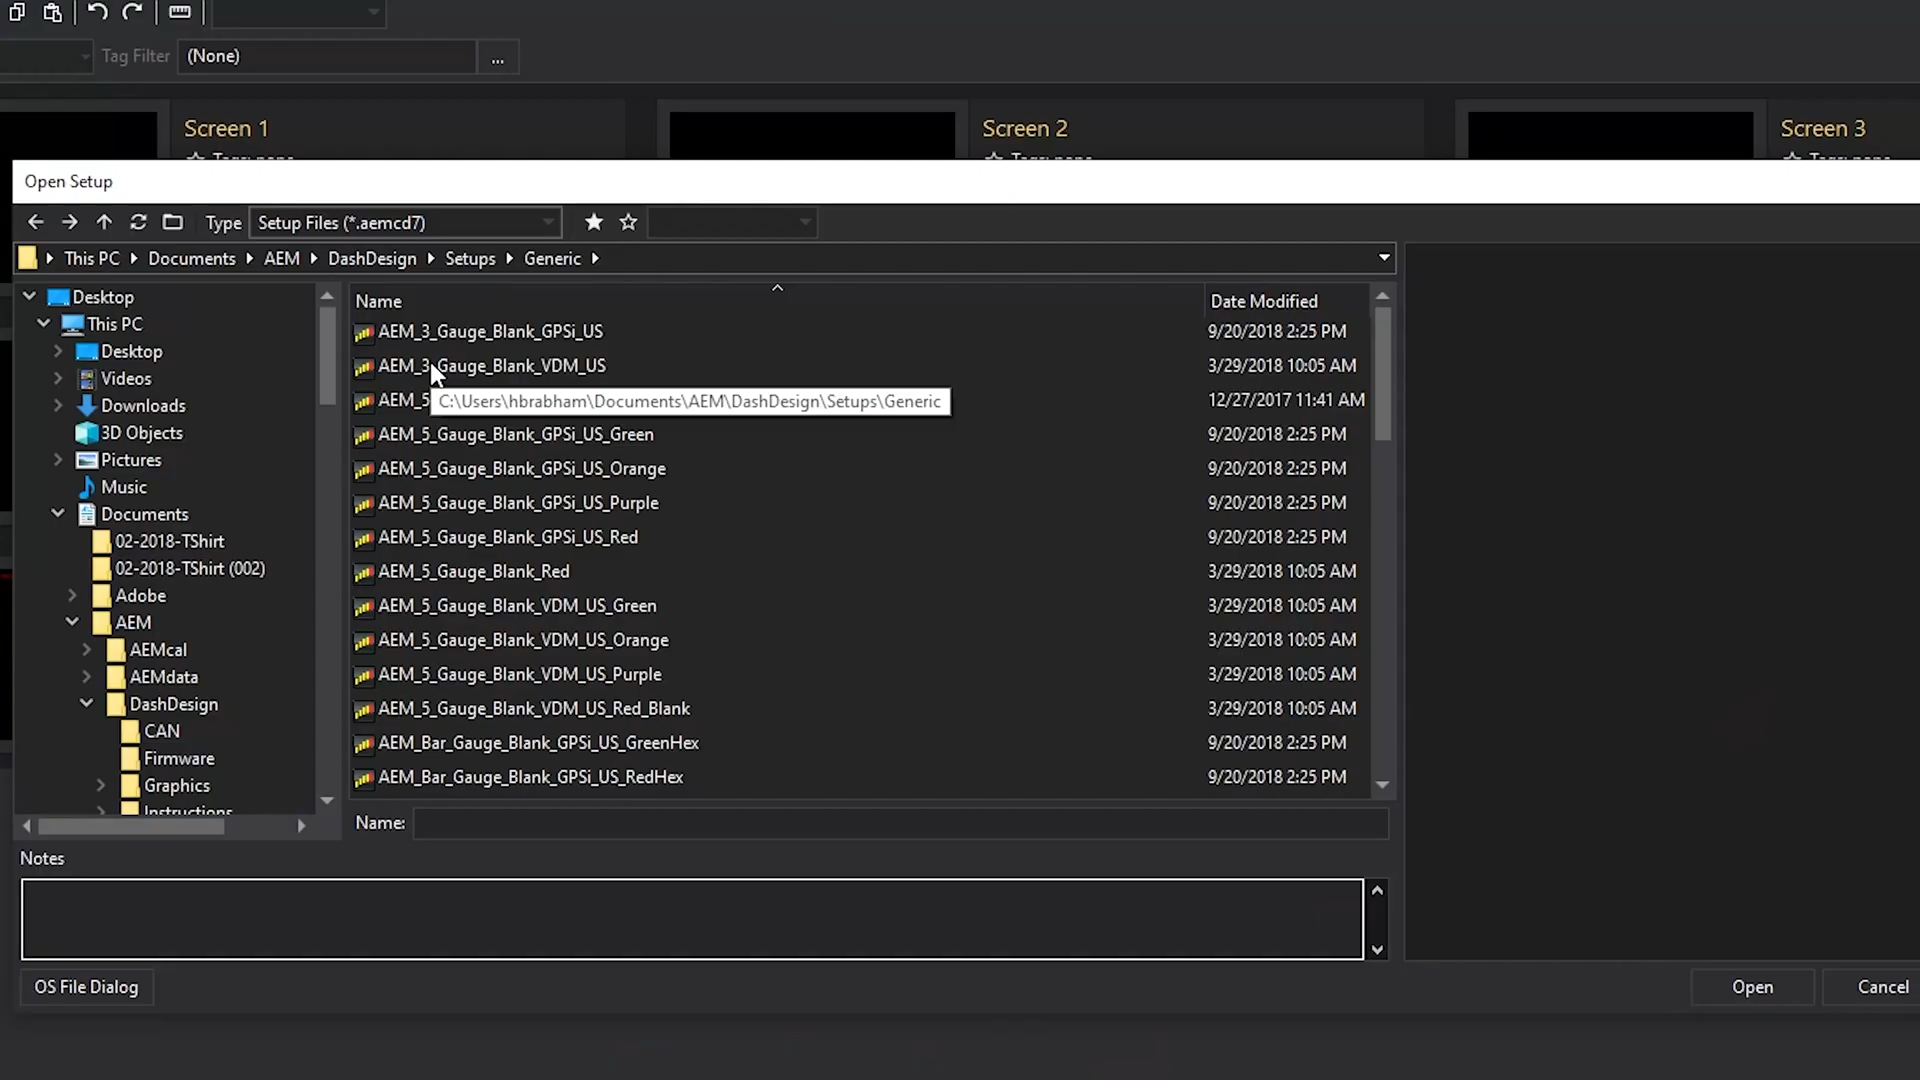 Tag Filter (None) ...
Screen 1 Screen 2 Screen 3
Open Setup
Type Setup Files (*.aemcd7)
This PC Documents AEM DashDesign Setups Generic
Desktop
This PC
Desktop
Videos
Downloads
3D Objects
Pictures
Music
Documents
02-2018-TShirt
02-2018-TShirt (002)
Adobe
AEM
AEMcal
AEMdata
DashDesign
CAN
Firmware
Graphics
Instructions
Name Date Modified
AEM_3_Gauge_Blank_GPSi_US 9/20/2018 2:25 PM
AEM_3_Gauge_Blank_VDM_US 3/29/2018 10:05 AM
AEM_5 12/27/2017 11:41 AM
C:\Users\hbrabham\Documents\AEM\DashDesign\Setups\Generic
AEM_5_Gauge_Blank_GPSi_US_Green 9/20/2018 2:25 PM
AEM_5_Gauge_Blank_GPSi_US_Orange 9/20/2018 2:25 PM
AEM_5_Gauge_Blank_GPSi_US_Purple 9/20/2018 2:25 PM
AEM_5_Gauge_Blank_GPSi_US_Red 9/20/2018 2:25 PM
AEM_5_Gauge_Blank_Red 3/29/2018 10:05 AM
AEM_5_Gauge_Blank_VDM_US_Green 3/29/2018 10:05 AM
AEM_5_Gauge_Blank_VDM_US_Orange 3/29/2018 10:05 AM
AEM_5_Gauge_Blank_VDM_US_Purple 3/29/2018 10:05 AM
AEM_5_Gauge_Blank_VDM_US_Red_Blank 3/29/2018 10:05 AM
AEM_Bar_Gauge_Blank_GPSi_US_GreenHex 9/20/2018 2:25 PM
AEM_Bar_Gauge_Blank_GPSi_US_RedHex 9/20/2018 2:25 PM
Name:
Notes
OS File Dialog Open Cancel